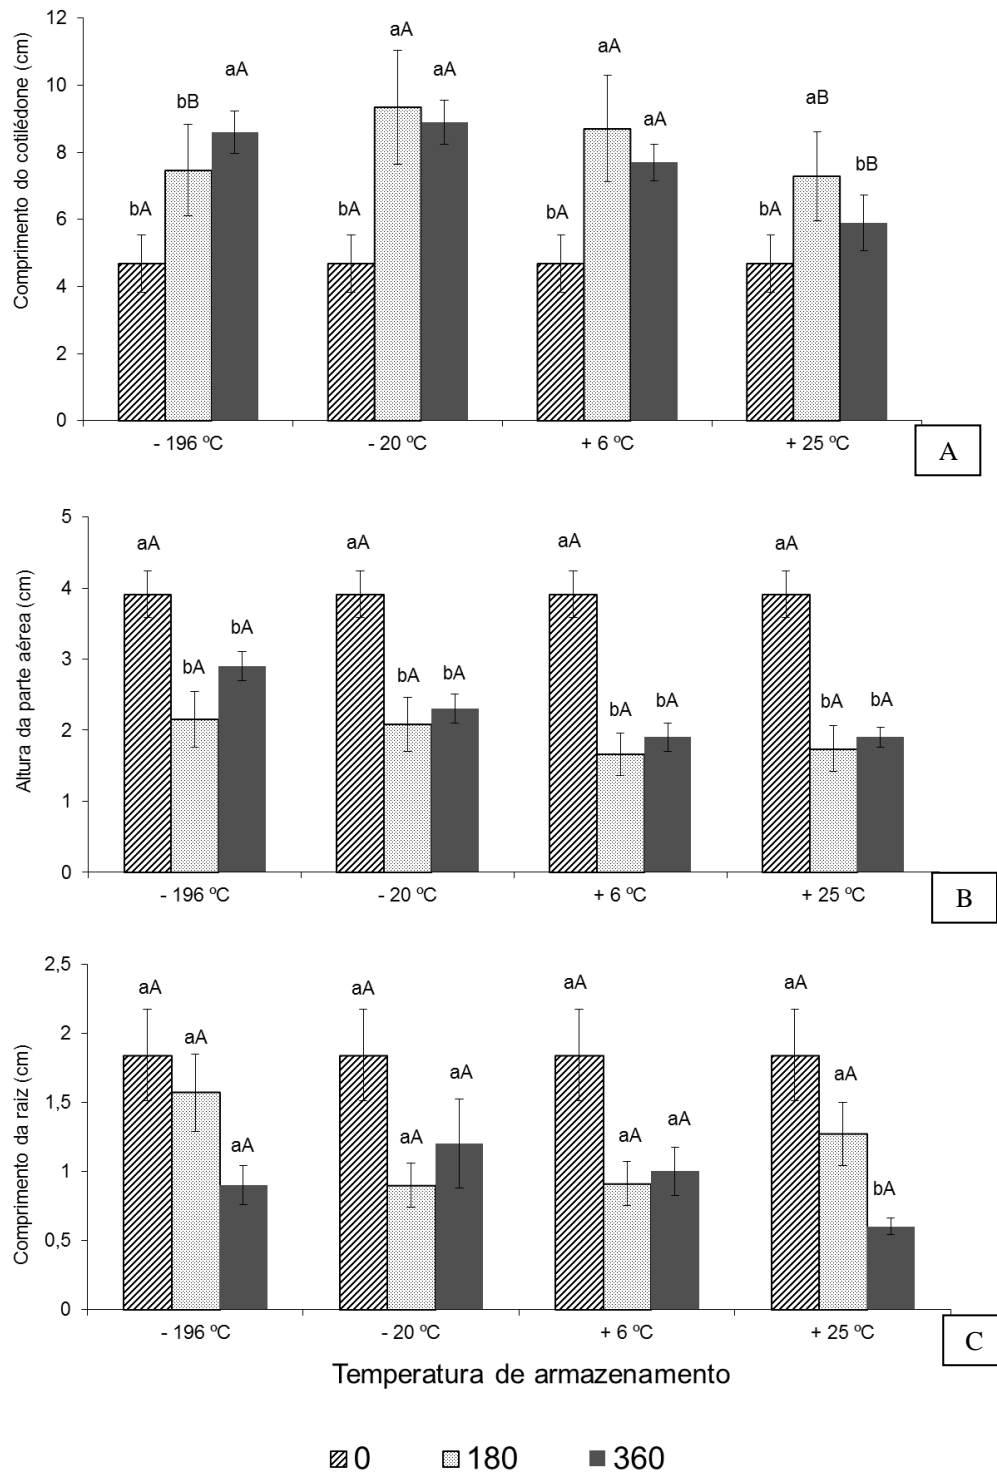 Comprimento do cotilédone (cm)
12
10
8
6
4
2
0
bA
bB
aA
bA
aA
aA
bA
aA
aA
bA
aB
bB
- 196 ºC
- 20 ºC
+ 6 ºC
+ 25 ºC
A
Altura da parte aérea (cm)
5
4
3
2
1
0
aA
bA
bA
aA
bA
bA
aA
bA
bA
aA
bA
bA
- 196 ºC
- 20 ºC
+ 6 ºC
+ 25 ºC
B
Comprimento da raiz (cm)
2,5
2
1,5
1
0,5
0
aA
aA
aA
aA
aA
aA
aA
aA
aA
aA
aA
bA
- 196 ºC
- 20 ºC
+ 6 ºC
+ 25 ºC
C
Temperatura de armazenamento
0 180 360